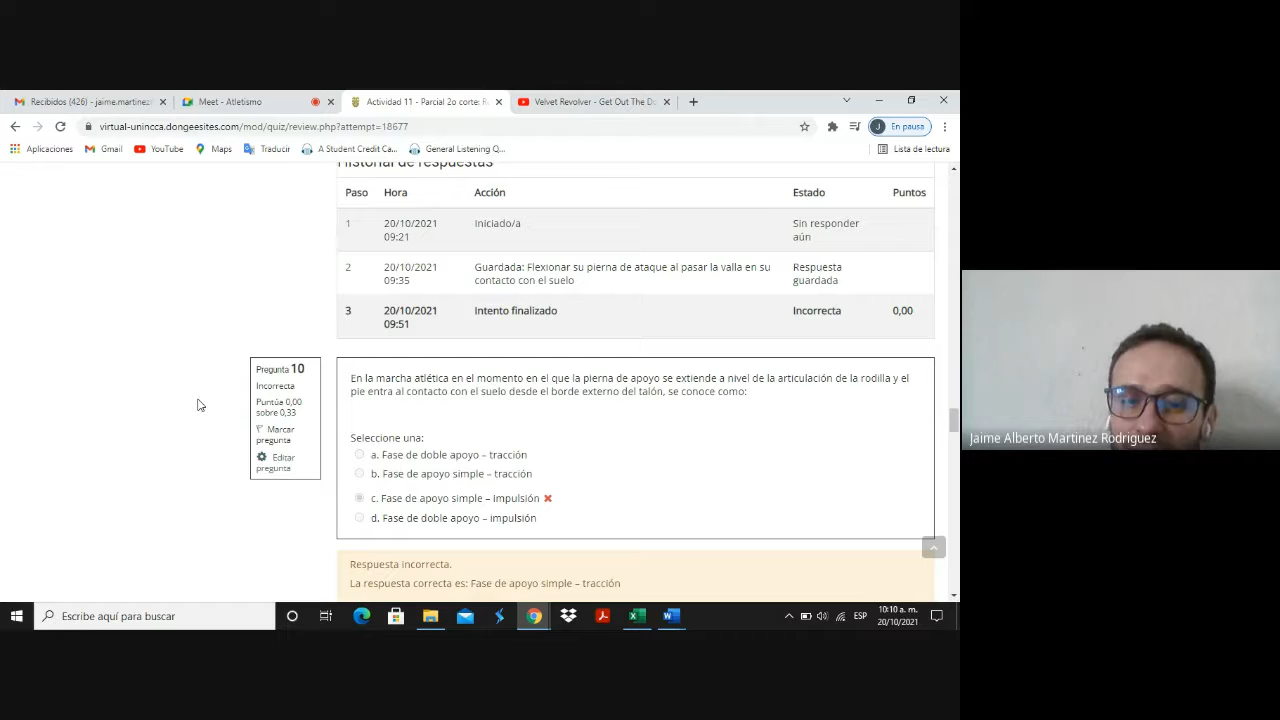 Recibidos (426) - jaime.martinez
Meet - Atletismo
Actividad 11 - Parcial 2o corte: R
Velvet Revolver - Get Out The D
virtual-unincca.dongeesites.com/mod/quiz/review.php?attempt=18677
J
En pausa
Aplicaciones
Gmail
YouTube
Maps
Traducir
A Student Credit Ca...
General Listening Q...
Lista de lectura
Historial de respuestas
Paso Hora Acción Estado Puntos
1 20/10/2021 Iniciado/a Sin responder
09:21 aún
2 20/10/2021 Guardada: Flexionar su pierna de ataque al pasar la valla en su Respuesta
09:35 contacto con el suelo guardada
3 20/10/2021 Intento finalizado Incorrecta 0,00
09:51
Pregunta 10
Incorrecta
Puntúa 0,00
sobre 0,33
Marcar
pregunta
Editar
pregunta
En la marcha atlética en el momento en el que la pierna de apoyo se extiende a nivel de la articulación de la rodilla y el
pie entra al contacto con el suelo desde el borde externo del talón, se conoce como:
Seleccione una:
a. Fase de doble apoyo – tracción
b. Fase de apoyo simple – tracción
c. Fase de apoyo simple – impulsión
d. Fase de doble apoyo – impulsión
Respuesta incorrecta.
La respuesta correcta es: Fase de apoyo simple – tracción
Jaime Alberto Martinez Rodriguez
Escribe aquí para buscar
ESP
10:10 a. m.
20/10/2021